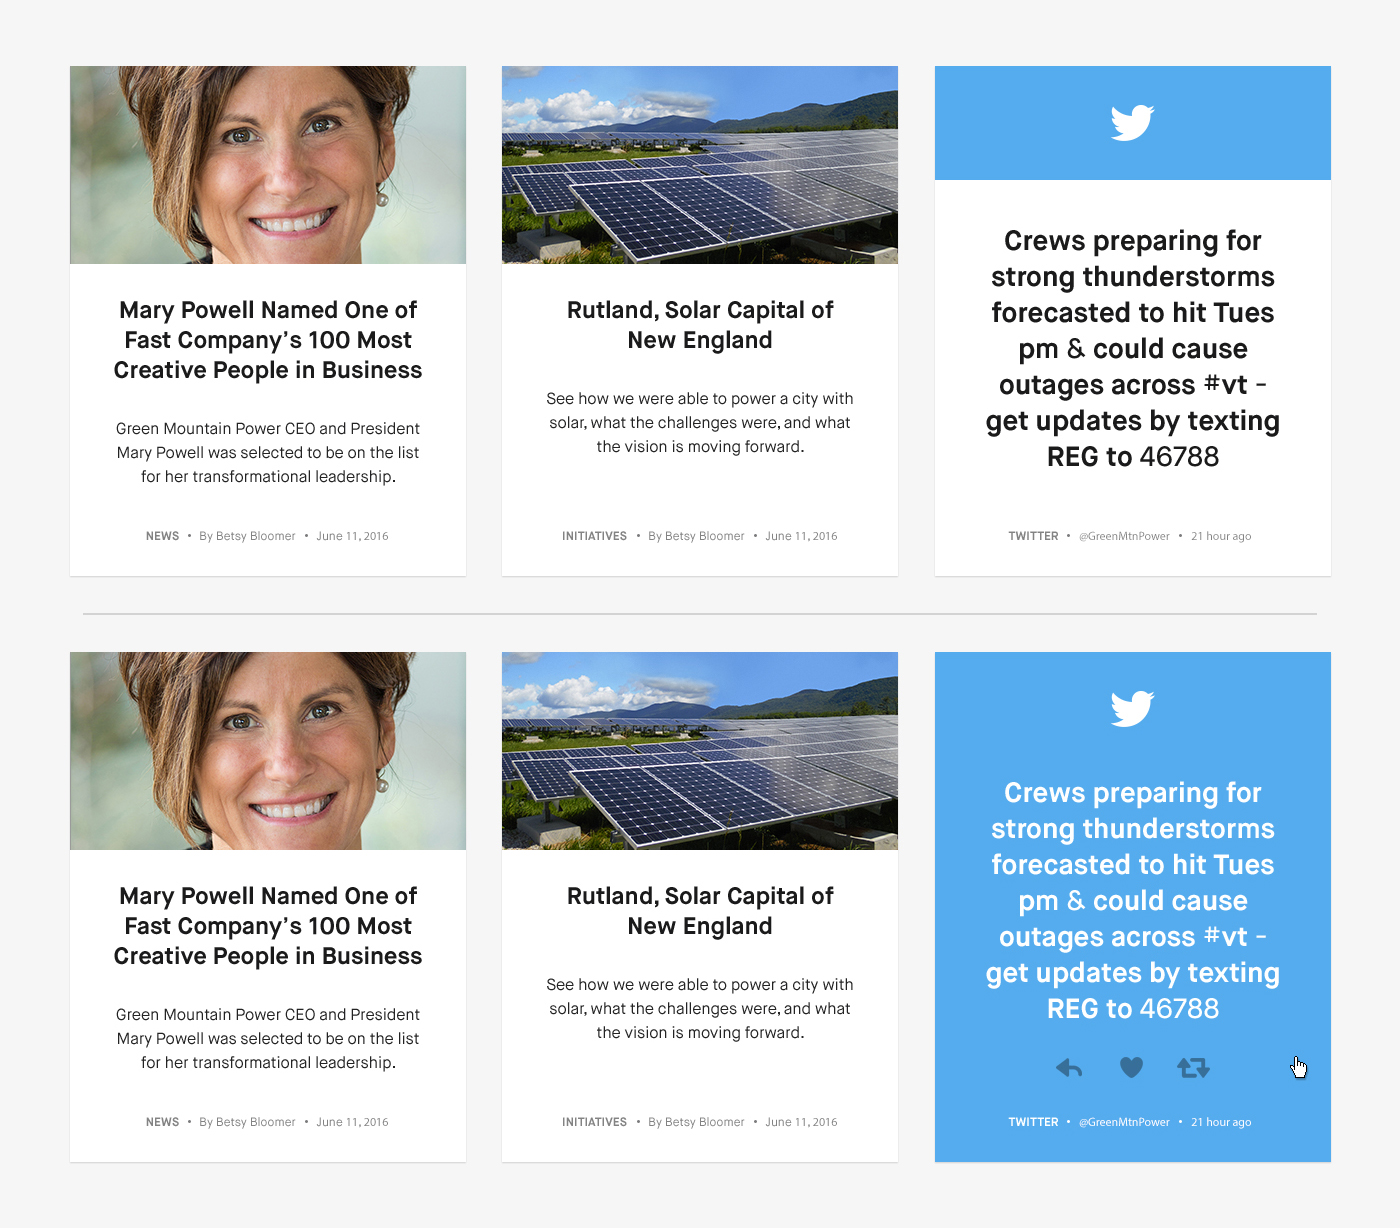 Mary Powell Named One of
Fast Company's 100 Most
Creative People in Business
Green Mountain Power CEO and President
Mary Powell was selected to be on the list
for her transformational leadership.
NEWS • By Betsy Bloomer • June 11, 2016
Rutland, Solar Capital of
New England
See how we were able to power a city with
solar, what the challenges were, and what
the vision is moving forward.
INITIATIVES • By Betsy Bloomer • June 11, 2016
Crews preparing for
strong thunderstorms
forecasted to hit Tues
pm & could cause
outages across #vt -
get updates by texting
REG to 46788
TWITTER • @GreenMtnPower • 21 hour ago
Mary Powell Named One of
Fast Company's 100 Most
Creative People in Business
Green Mountain Power CEO and President
Mary Powell was selected to be on the list
for her transformational leadership.
NEWS • By Betsy Bloomer • June 11, 2016
Rutland, Solar Capital of
New England
See how we were able to power a city with
solar, what the challenges were, and what
the vision is moving forward.
INITIATIVES • By Betsy Bloomer • June 11, 2016
Crews preparing for
strong thunderstorms
forecasted to hit Tues
pm & could cause
outages across #vt -
get updates by texting
REG to 46788
TWITTER • @GreenMtnPower • 21 hour ago